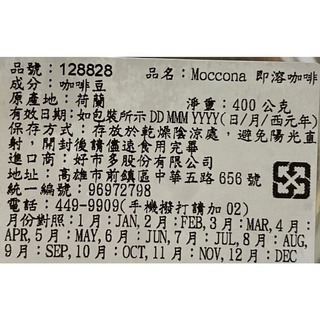 品號：128828 品名：Moccona 即溶咖啡
成分：咖啡豆
原產地：荷蘭 淨重：400 公克
有效日期：如包裝所示DD MMM YYYY(日/月/西元年)
保存方式：存放於乾燥陰涼處，避免陽光直
射，開封後請儘速食用完畢
進口商：好市多股份有限公司
地址：高雄市前鎮區中華五路656號
統一編號：96972798
電話：449-9909(手機撥打請加02)
月份對照：1月：JAN,2月：FEB,3月：MAR,4月：
APR,5月：MAY,6月：JUN,7月：JUL,8月：AUG,
9月：SEP,10月：OCT,11月：NOV,12月：DEC